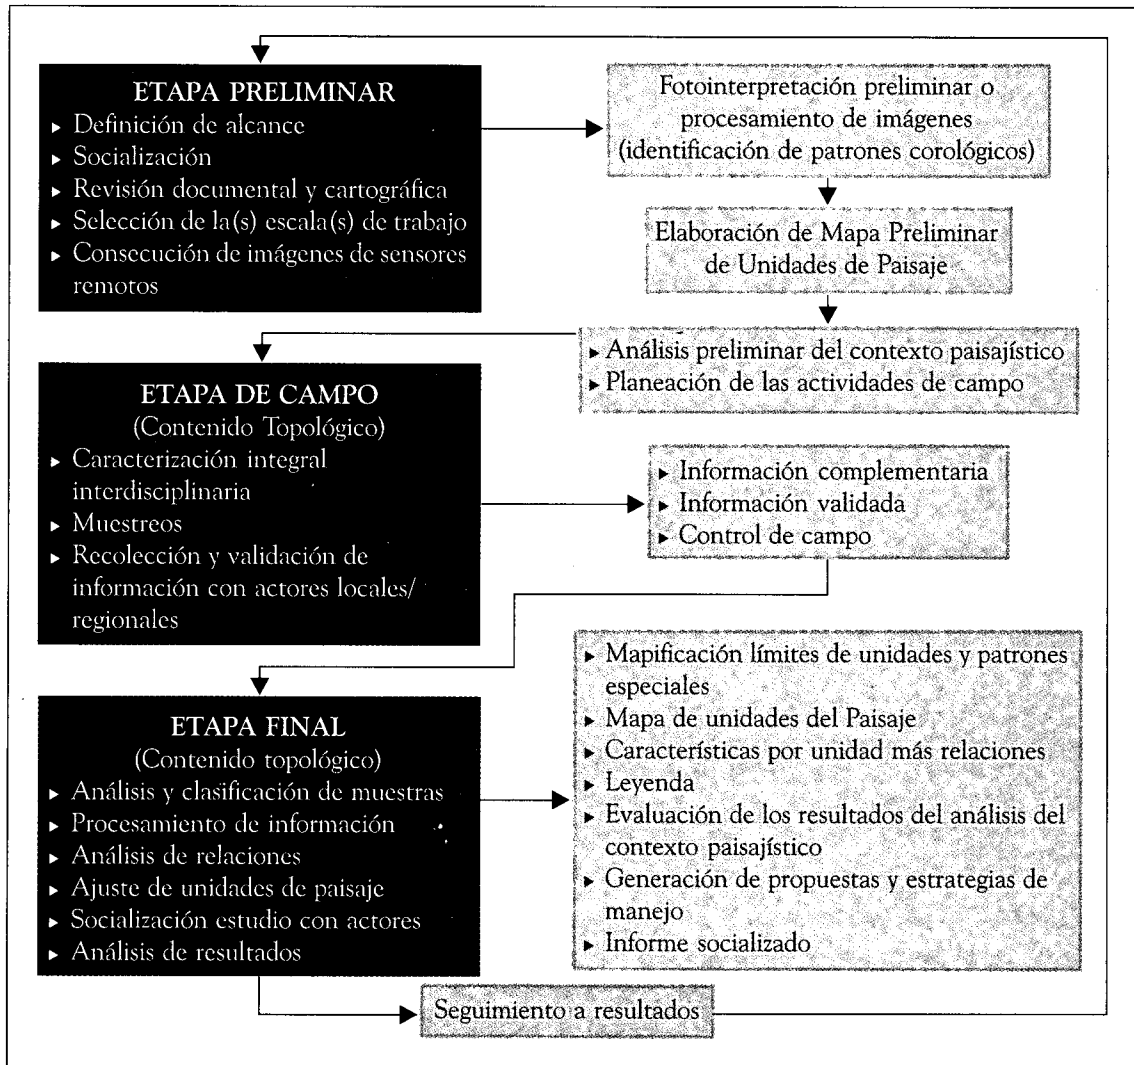 ETAPA PRELIMINAR
▸ Definición de alcance
▸ Socialización
▸ Revisión documental y cartográfica
▸ Selección de la(s) escala(s) de trabajo
▸ Consecución de imágenes de sensores
remotos
Fotointerpretación preliminar o
procesamiento de imágenes
(identificación de patrones corológicos)
Elaboración de Mapa Preliminar
de Unidades de Paisaje
▸ Análisis preliminar del contexto paisajístico
▸ Planeación de las actividades de campo
ETAPA DE CAMPO
(Contenido Topológico)
▸ Caracterización integral
interdisciplinaria
▸ Muestreos
▸ Recolección y validación de
información con actores locales/
regionales
▸ Información complementaria
▸ Información validada
▸ Control de campo
ETAPA FINAL
(Contenido topológico)
▸ Análisis y clasificación de muestras
▸ Procesamiento de información
▸ Análisis de relaciones
▸ Ajuste de unidades de paisaje
▸ Socialización estudio con actores
▸ Análisis de resultados
▸ Mapificación límites de unidades y patrones
especiales
▸ Mapa de unidades del Paisaje
▸ Características por unidad más relaciones
▸ Leyenda
▸ Evaluación de los resultados del análisis del
contexto paisajístico
▸ Generación de propuestas y estrategias de
manejo
▸ Informe socializado
Seguimiento a resultados